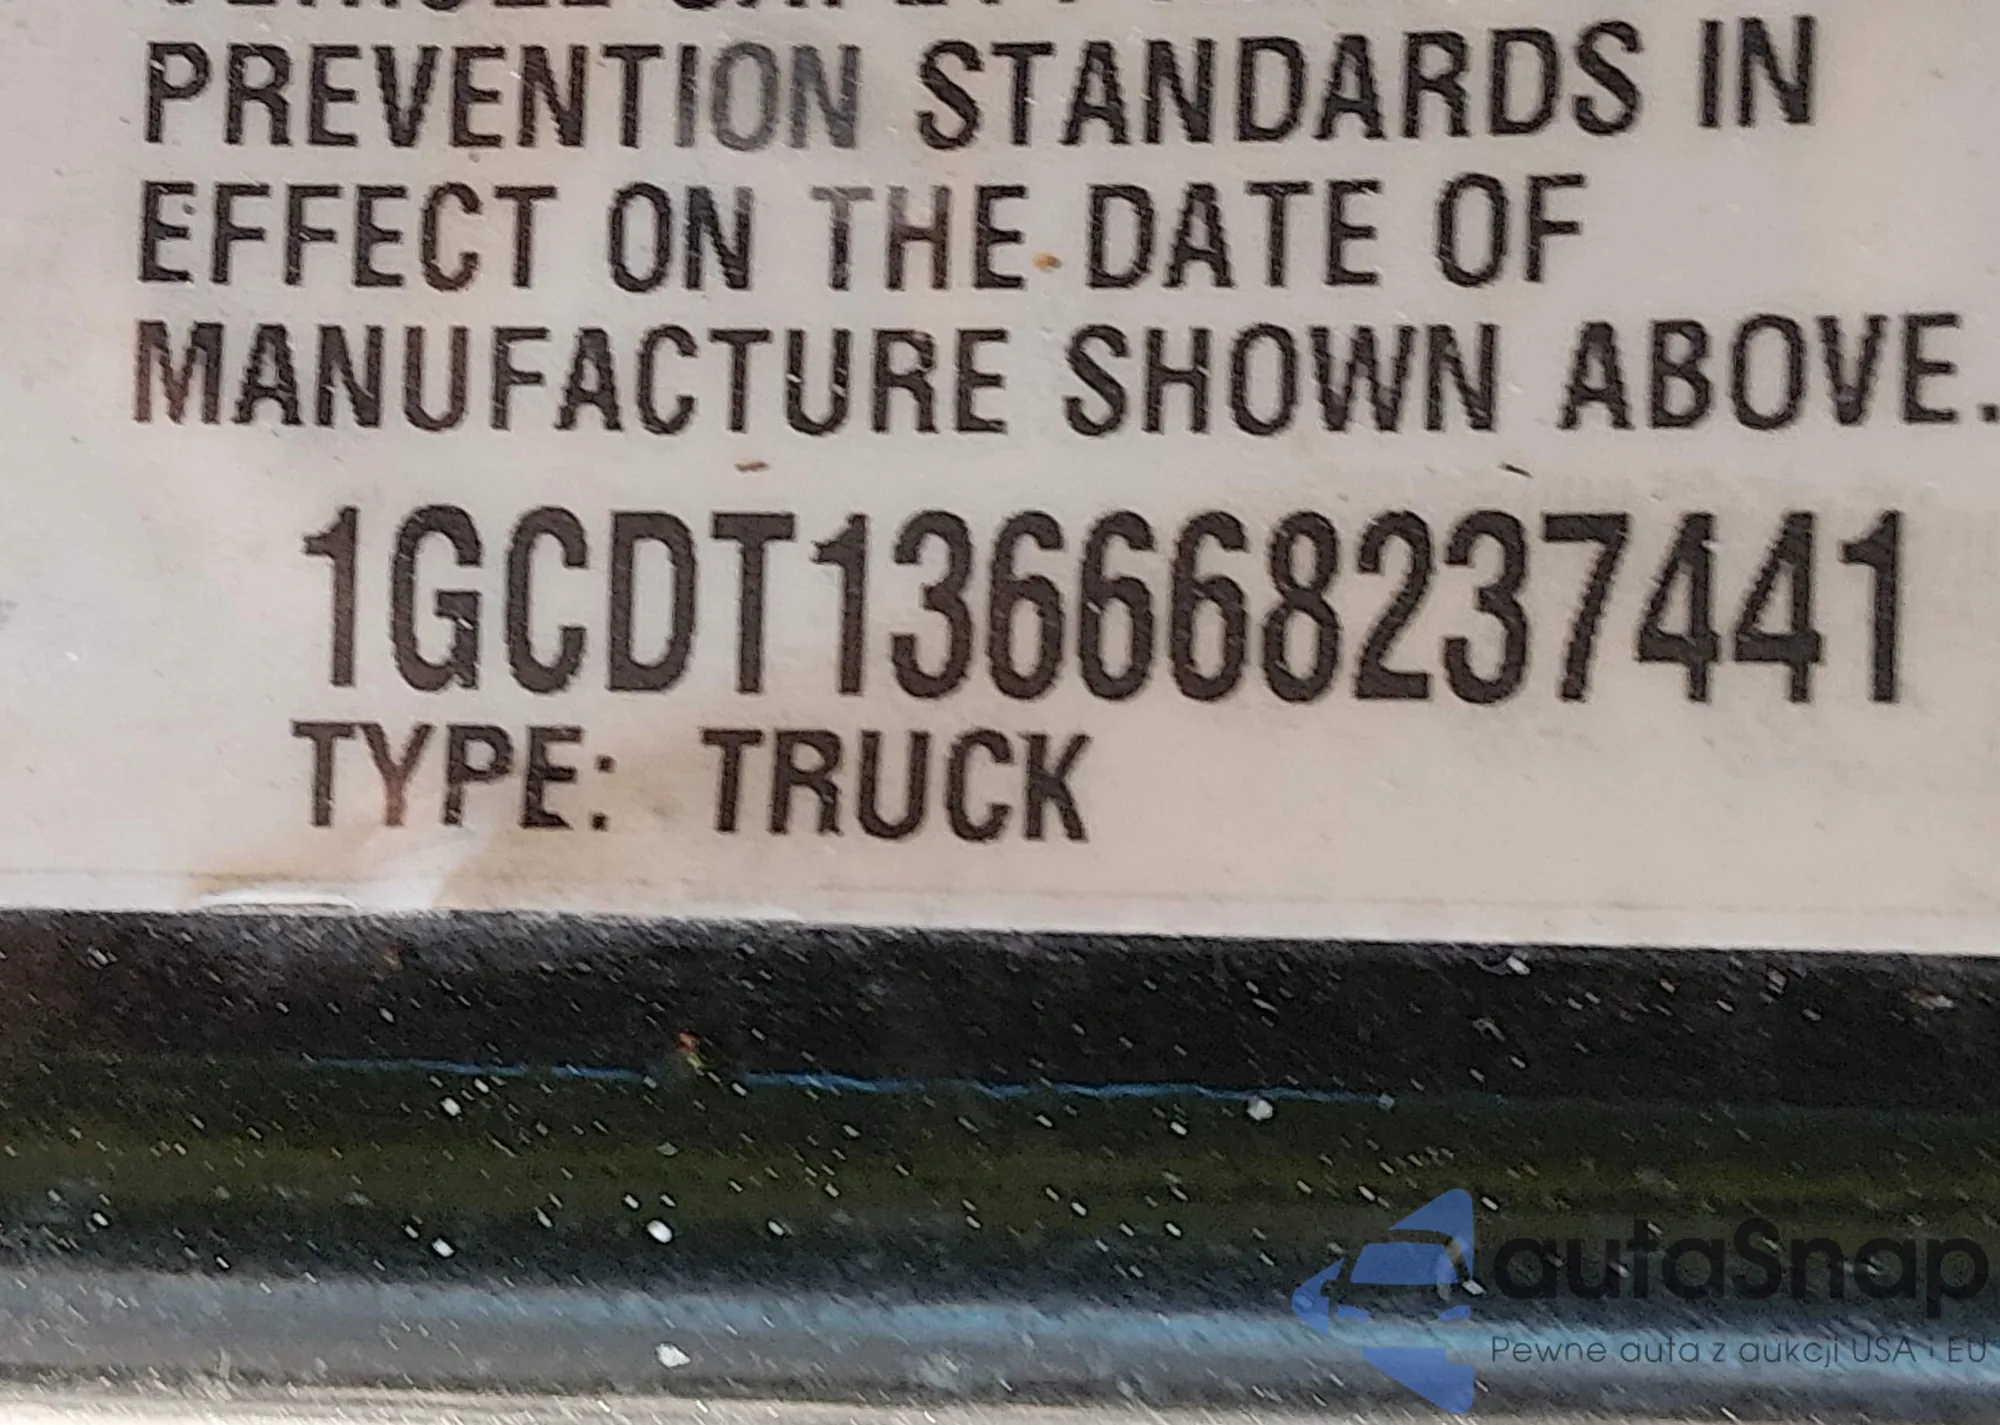 PREVENTION STANDARDS IN
EFFECT ON THE DATE OF
MANUFACTURE SHOWN ABOVE.
1GCDT136668237441
TYPE: TRUCK
autaSnap
Pewne auta z aukcji USA i EU